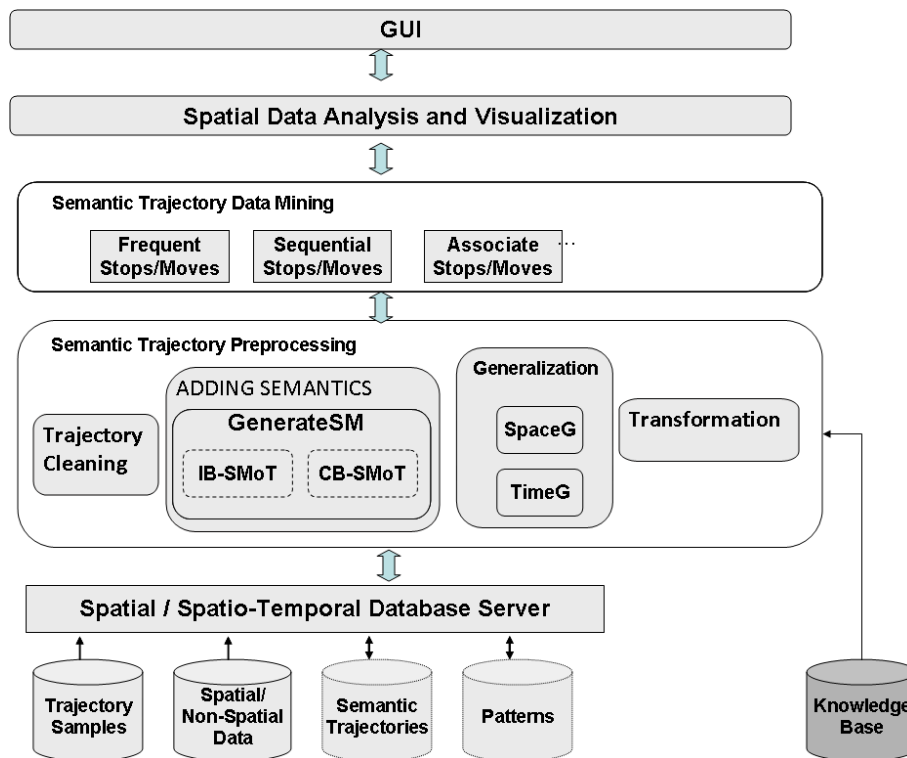 GUI
Spatial Data Analysis and Visualization
Semantic Trajectory Data Mining
Frequent
Stops/Moves
Sequential
Stops/Moves
Associate
Stops/Moves
...
Semantic Trajectory Preprocessing
Trajectory
Cleaning
ADDING SEMANTICS
GenerateSM
IB-SMoT
CB-SMoT
Generalization
SpaceG
TimeG
Transformation
Spatial / Spatio-Temporal Database Server
Trajectory
Samples
Spatial/
Non-Spatial
Data
Semantic
Trajectories
Patterns
Knowledge
Base